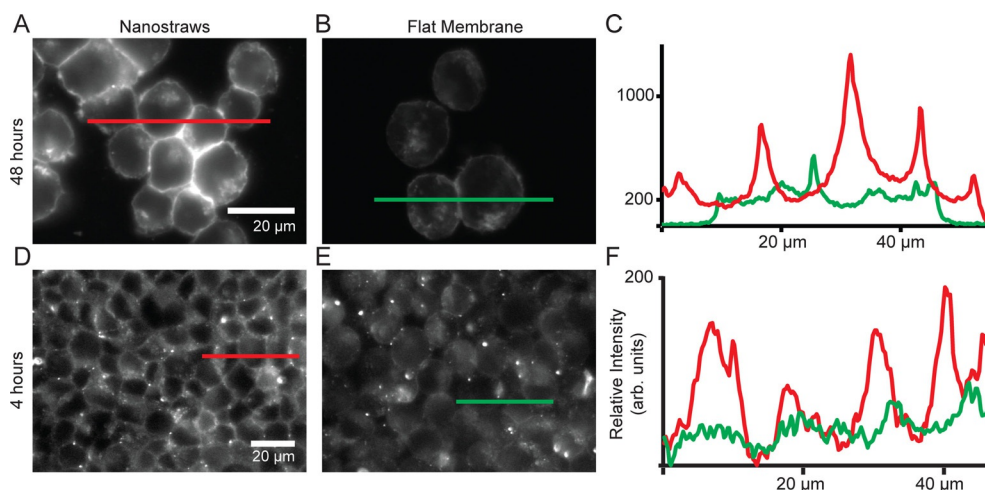 A
Nanostraws
B
Flat Membrane
C
48 hours
20 µm
1000
200
20 µm
40 µm
D
E
F
4 hours
20 µm
200
Relative Intensity
(arb. units)
20 µm
40 µm